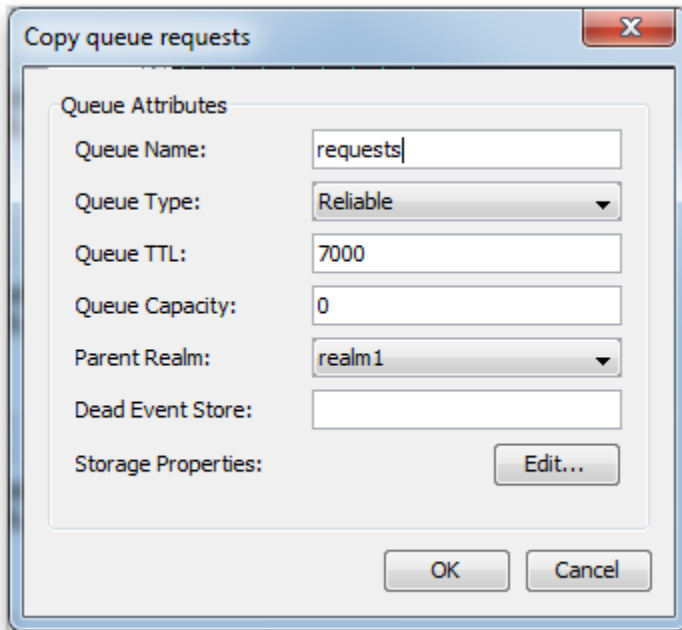 Copy queue requests
Queue Attributes
Queue Name: requests
Queue Type: Reliable
Queue TTL: 7000
Queue Capacity: 0
Parent Realm: realm1
Dead Event Store:
Storage Properties: Edit...
OK Cancel